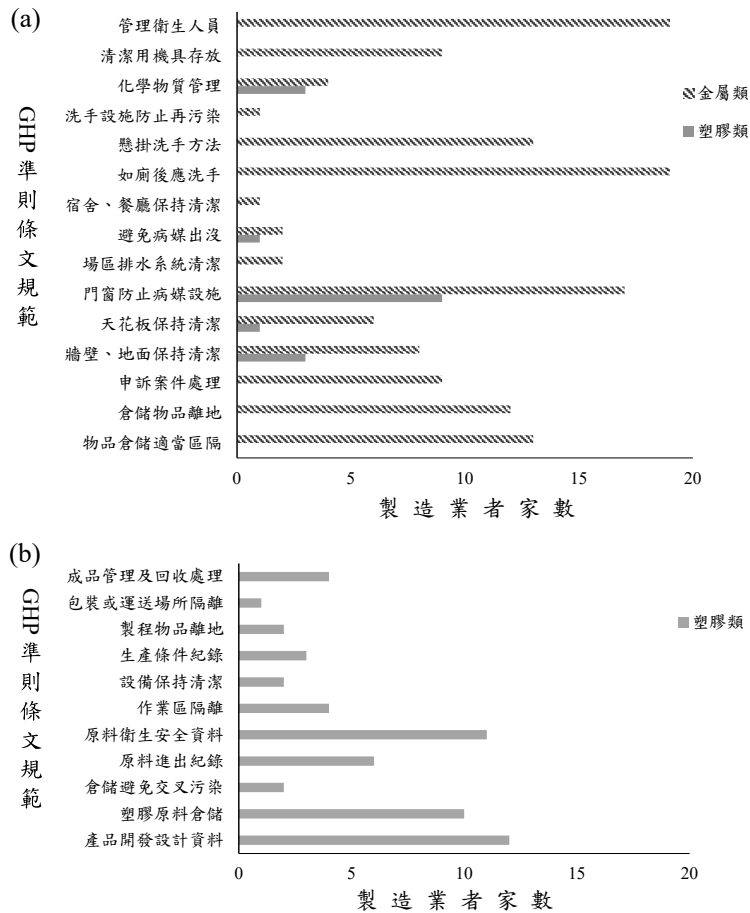 (a)
GHP準則條文規範
管理衛生人員
清潔用機具存放
化學物質管理
洗手設施防止再污染
懸掛洗手方法
如廁後應洗手
宿舍、餐廳保持清潔
避免病媒出沒
場區排水系統清潔
門窗防止病媒設施
天花板保持清潔
牆壁、地面保持清潔
申訴案件處理
倉儲物品離地
物品倉儲適當區隔
0 5 10 15 20
製造業者家數
金屬類
塑膠類
(b)
GHP準則條文規範
成品管理及回收處理
包裝或運送場所隔離
製程物品離地
生產條件紀錄
設備保持清潔
作業區隔離
原料衛生安全資料
原料進出紀錄
倉儲避免交叉污染
塑膠原料倉儲
產品開發設計資料
0 5 10 15 20
製造業者家數
塑膠類